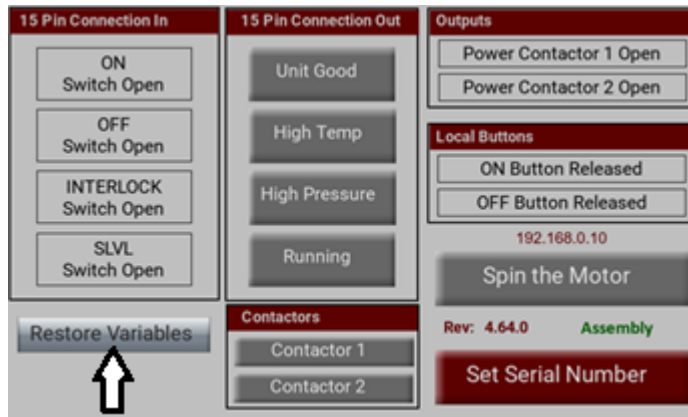 15 Pin Connection In
ON
Switch Open
OFF
Switch Open
INTERLOCK
Switch Open
SLVL
Switch Open
Restore Variables
15 Pin Connection Out
Unit Good
High Temp
High Pressure
Running
Contactors
Contactor 1
Contactor 2
Outputs
Power Contactor 1 Open
Power Contactor 2 Open
Local Buttons
ON Button Released
OFF Button Released
192.168.0.10
Spin the Motor
Rev: 4.64.0 Assembly
Set Serial Number